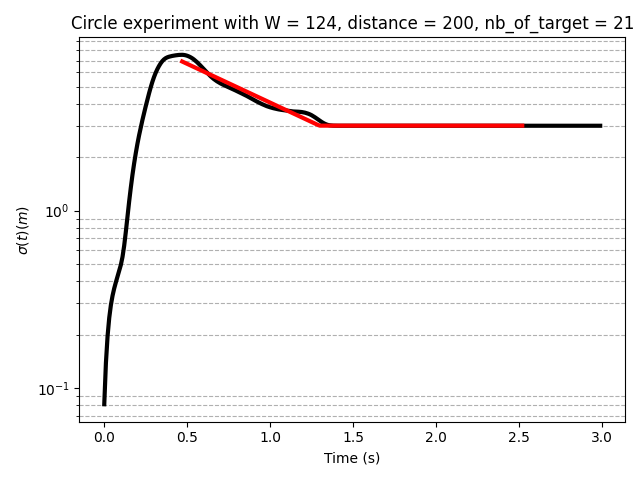 Circle experiment with W = 124, distance = 200, nb_of_target = 21
σ(t)(m)
10⁰
10⁻¹
0.0 0.5 1.0 1.5 2.0 2.5 3.0
Time (s)